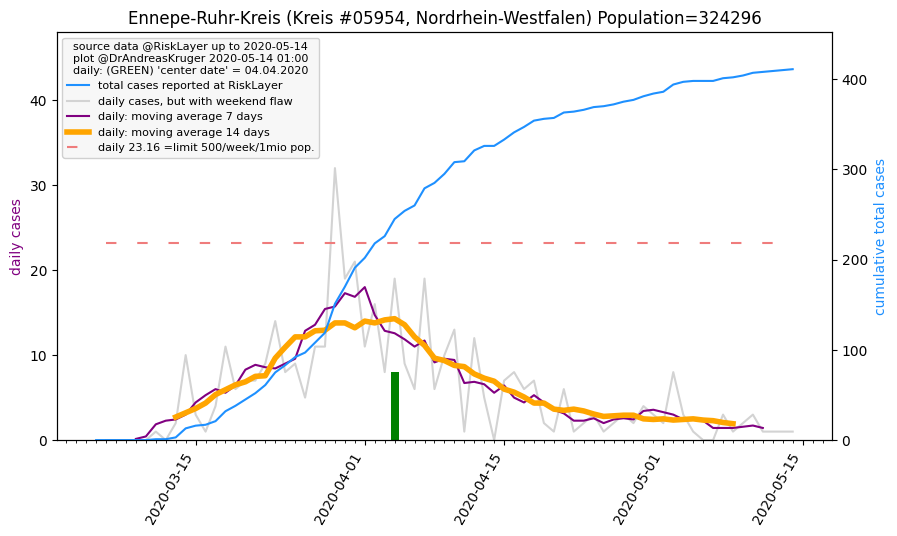 Ennepe-Ruhr-Kreis (Kreis #05954, Nordrhein-Westfalen) Population=324296
source data @RiskLayer up to 2020-05-14
plot @DrAndreasKruger 2020-05-14 01:00
daily: (GREEN) 'center date' = 04.04.2020
total cases reported at RiskLayer
daily cases, but with weekend flaw
daily: moving average 7 days
daily: moving average 14 days
daily 23.16 =limit 500/week/1mio pop.
daily cases
40
30
20
10
0
cumulative total cases
400
300
200
100
0
2020-03-15
2020-04-01
2020-04-15
2020-05-01
2020-05-15